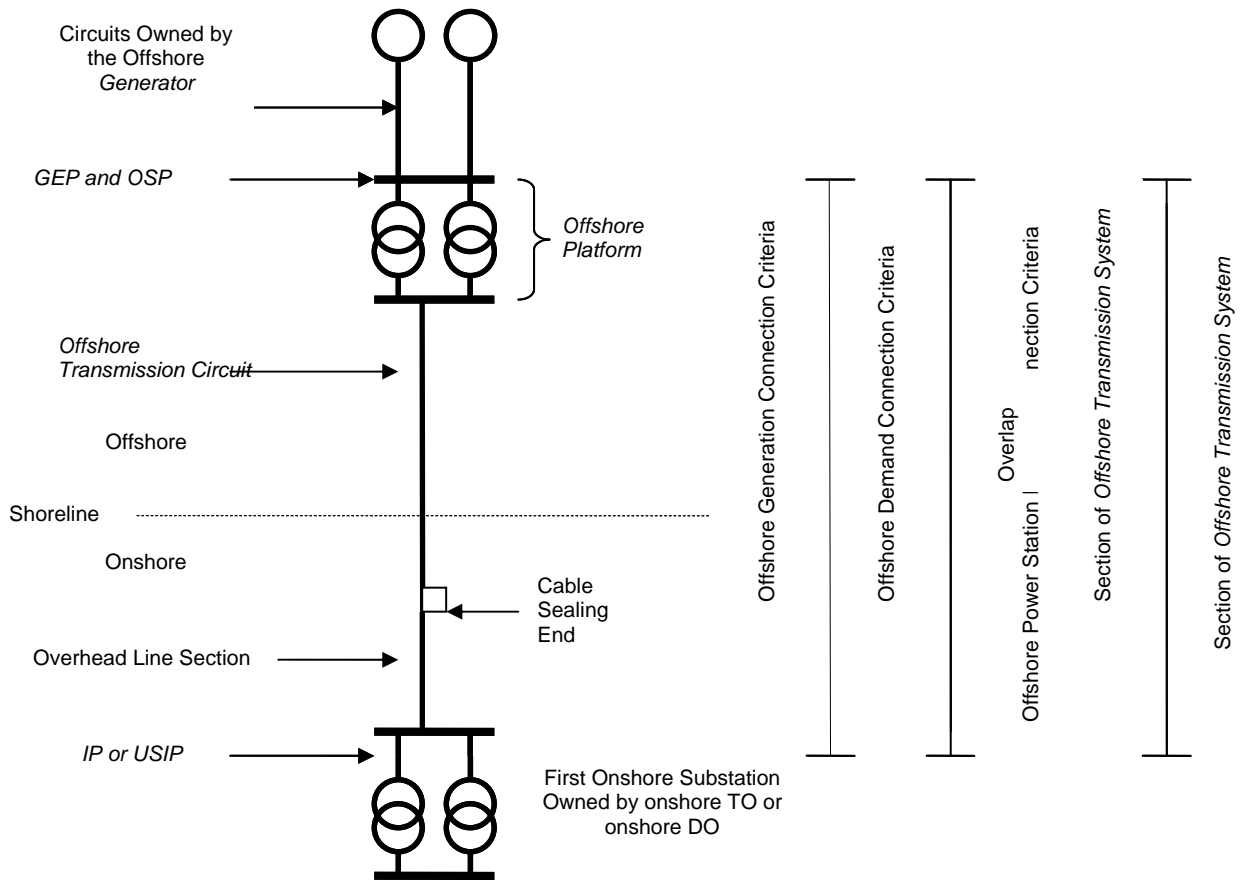 Circuits Owned by
the Offshore
Generator
GEP and OSP
Offshore
Platform
Offshore
Transmission Circuit
Offshore
Shoreline
Onshore
Cable
Sealing
End
Overhead Line Section
IP or USIP
First Onshore Substation
Owned by onshore TO or
onshore DO
Offshore Generation Connection Criteria
Offshore Demand Connection Criteria
Overlap
Offshore Power Station
nection Criteria
Section of Offshore Transmission System
Section of Offshore Transmission System